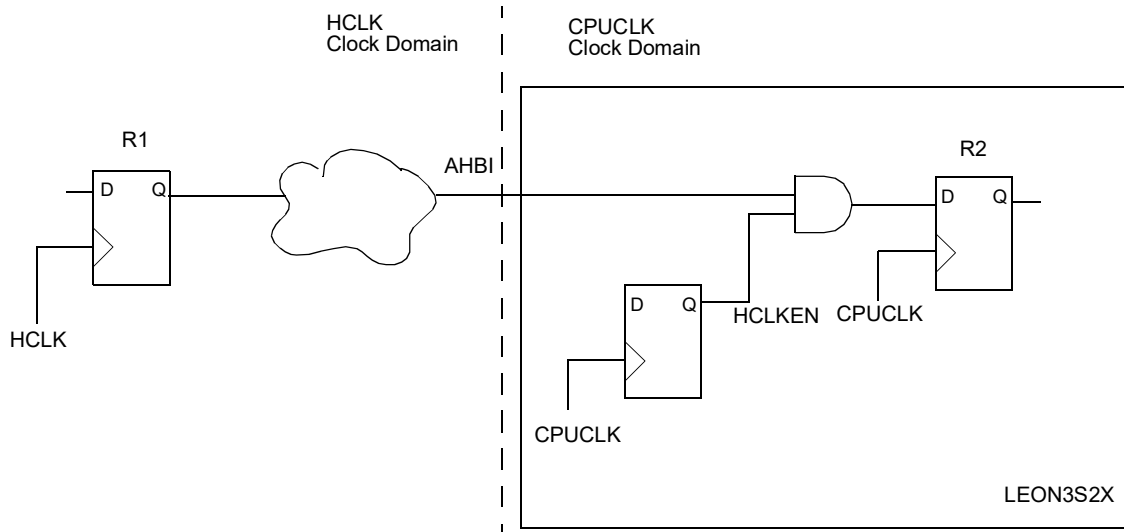 HCLK
Clock Domain
CPUCLK
Clock Domain
R1
D Q
HCLK
AHBI
R2
D Q
CPUCLK
D Q
HCLKEN
CPUCLK
LEON3S2X